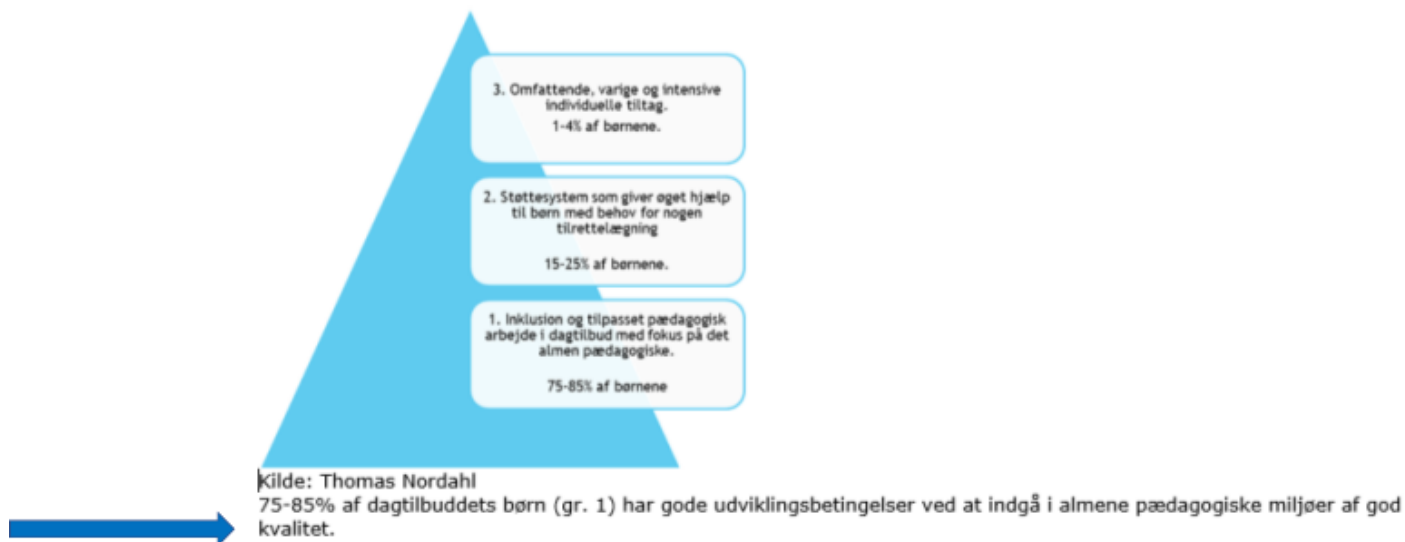 3. Omfattende, varige og intensive
individuelle tiltag.
1-4% af børnene.
2. Støttesystem som giver øget hjælp
til børn med behov for nogen
tilrettelægning
15-25% af børnene.
1. Inklusion og tilpasset pædagogisk
arbejde i dagtilbud med fokus på det
almen pædagogiske.
75-85% af børnene
Kilde: Thomas Nordahl
75-85% af dagtilbuddets børn (gr. 1) har gode udviklingsbetingelser ved at indgå i almene pædagogiske miljøer af god
kvalitet.